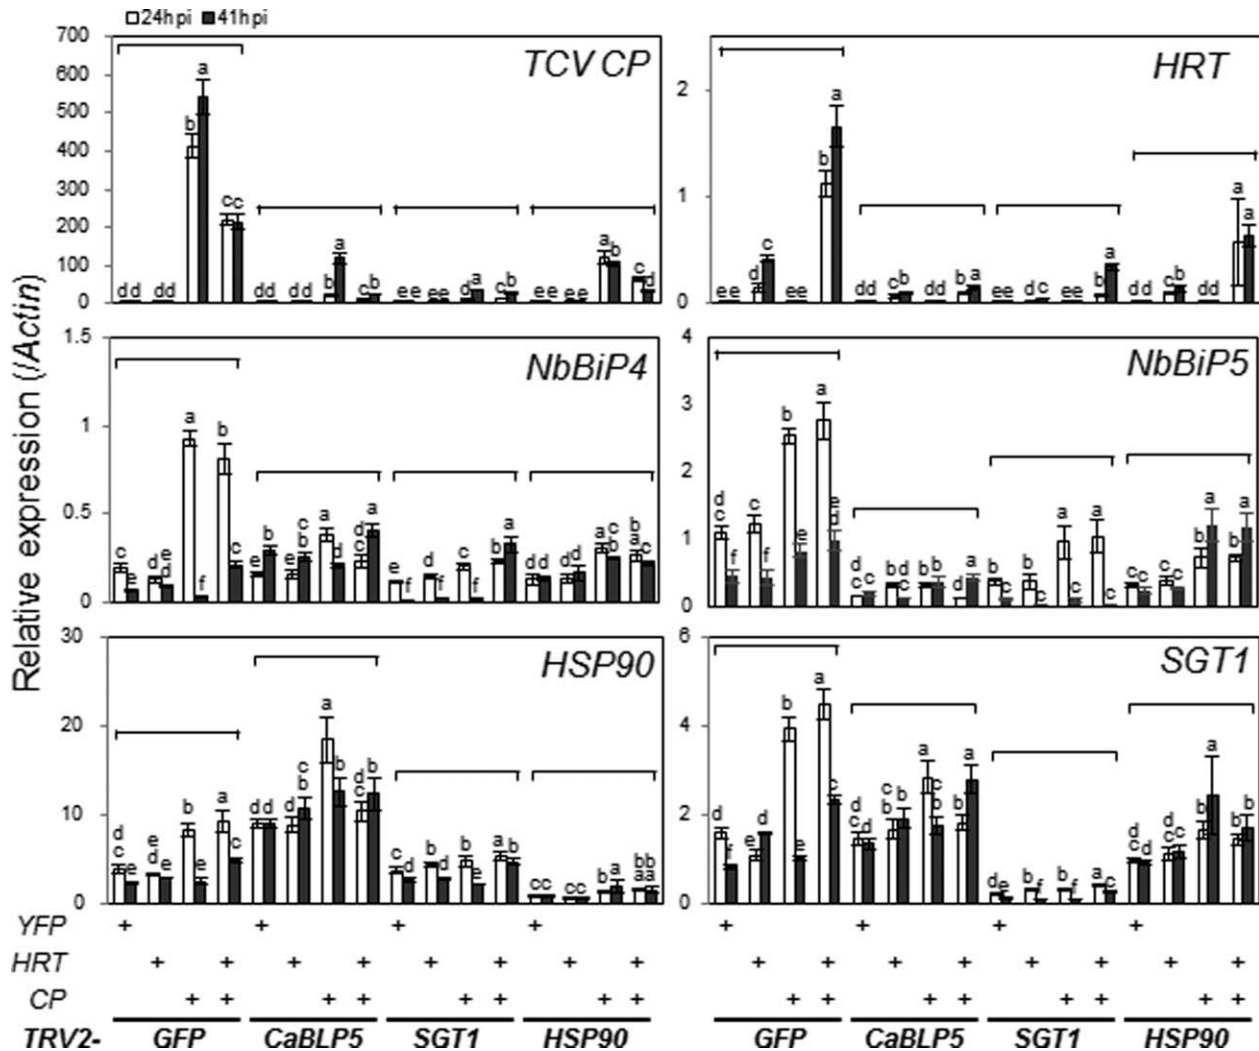 24hpi 41hpi
Relative expression (/Actin)
TCV CP
700
600
500
400
300
200
100
0
d d d d b a c c
d d d d b a c b
e e e e d a c b
e e e e a b c d
HRT
2
1
0
e e d c e e b a
d d c b d d b a
e e d c e e b a
d d c b d d a a
NbBiP4
1.5
1
0.5
0
c e d e d a f b c
e b e c b a d d c a
e f d f c f b a
d d d d a c b a c
NbBiP5
4
3
2
1
0
d c f c f b e a e d
d c c b d b b d a
b c b c a c a c
c c c c b a b a
HSP90
30
20
10
0
d c e e d e b e a c
d d d c b a b d c b
c d b d b c a b
c c c c b a b a b a
SGT1
6
4
2
0
d f e d b e a c
d c d c b b a c b b a
d e b f b f a c
c d d d c c b a b b
YFP + + + + + + + +
HRT + + + + + + + + + + + + + + + +
CP + + + + + + + + + + + + + + + +
TRV2- GFP CaBLP5 SGT1 HSP90 GFP CaBLP5 SGT1 HSP90